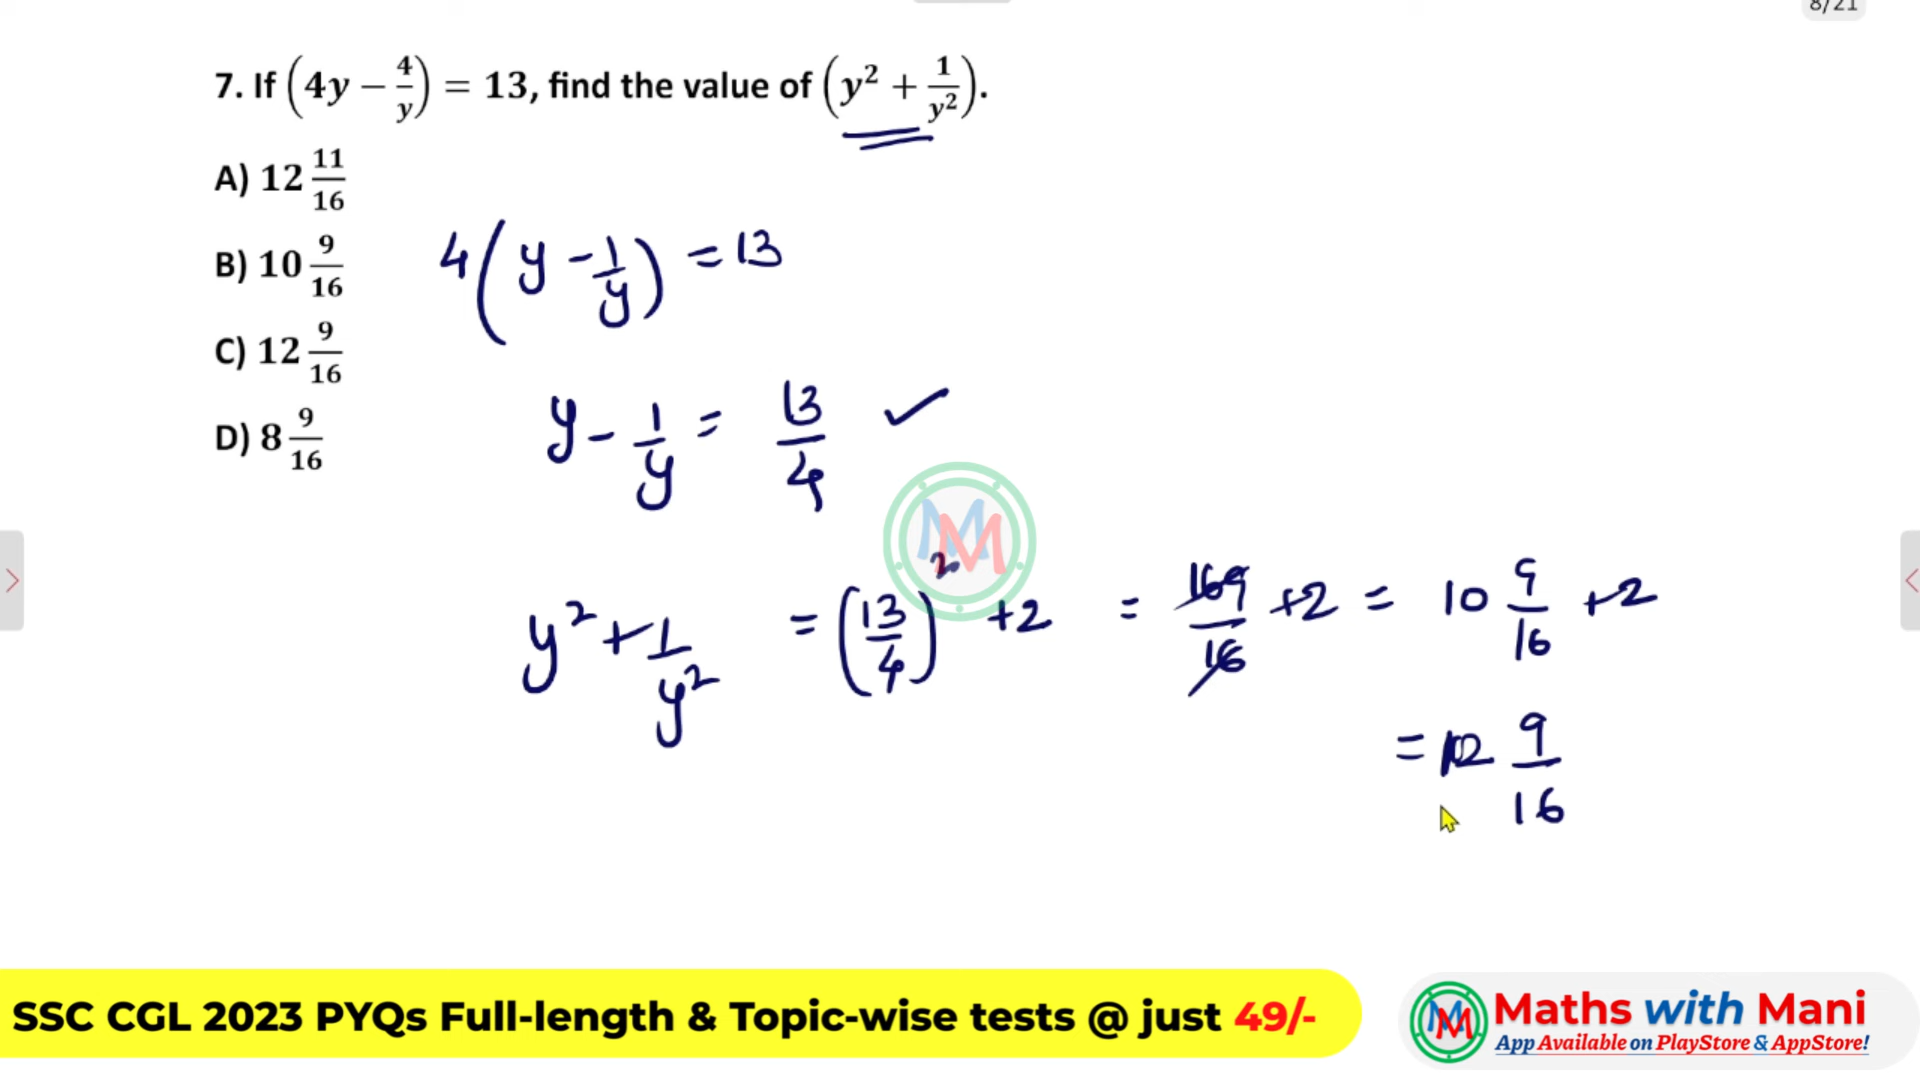 8/21
7. If (4y − 4/y) = 13, find the value of (y² + 1/y²).
A) 12 11/16
B) 10 9/16
C) 12 9/16
D) 8 9/16
4(y - 1/y) = 13
y - 1/y = 13/4 ✓
MM
y² + 1/y² = (13/4)² + 2 = 169/16 + 2 = 10 9/16 + 2
= 12 9/16
SSC CGL 2023 PYQs Full-length & Topic-wise tests @ just 49/-
MM
Maths with Mani
App Available on PlayStore & AppStore!